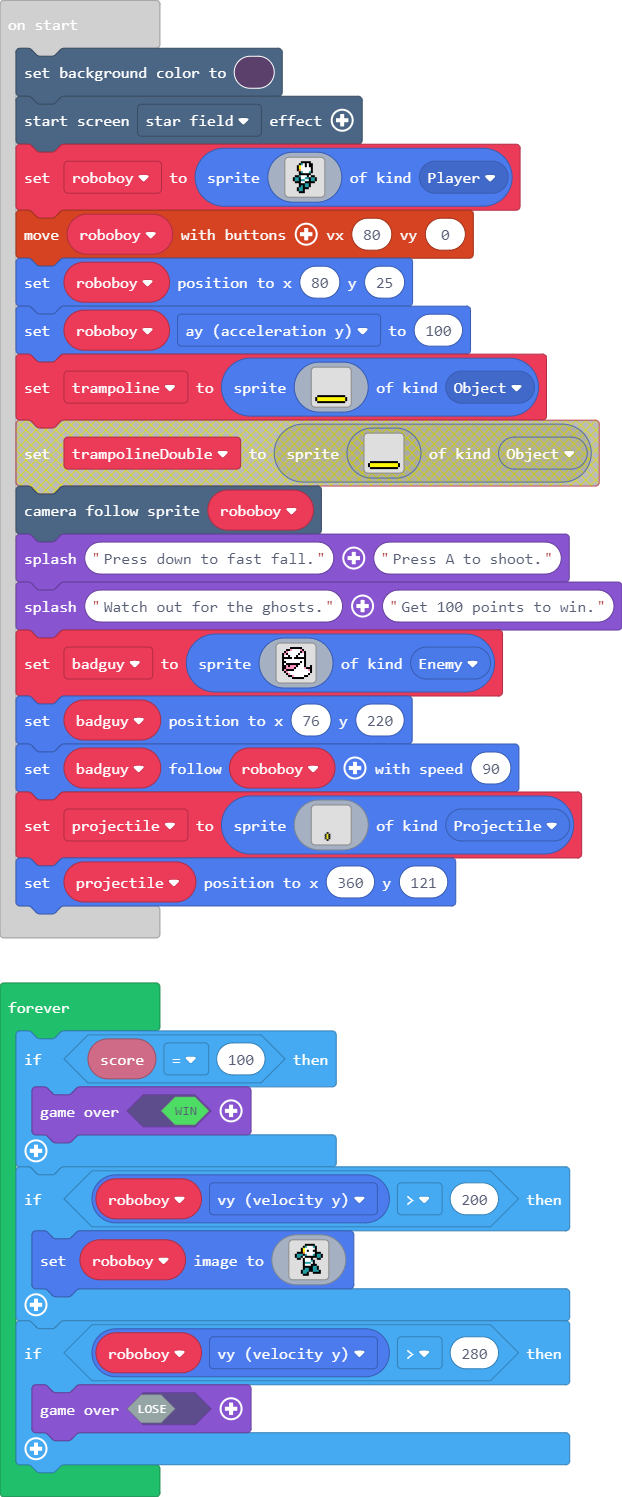 on start
set background color to
start screen star field effect
set roboboy to sprite of kind Player
move roboboy with buttons vx 80 vy 0
set roboboy position to x 80 y 25
set roboboy ay (acceleration y) to 100
set trampoline to sprite of kind Object
set trampolineDouble to sprite of kind Object
camera follow sprite roboboy
splash "Press down to fast fall." "Press A to shoot."
splash "Watch out for the ghosts." "Get 100 points to win."
set badguy to sprite of kind Enemy
set badguy position to x 76 y 220
set badguy follow roboboy with speed 90
set projectile to sprite of kind Projectile
set projectile position to x 360 y 121
forever
if score = 100 then
game over WIN
if roboboy vy (velocity y) > 200 then
set roboboy image to
if roboboy vy (velocity y) > 280 then
game over LOSE